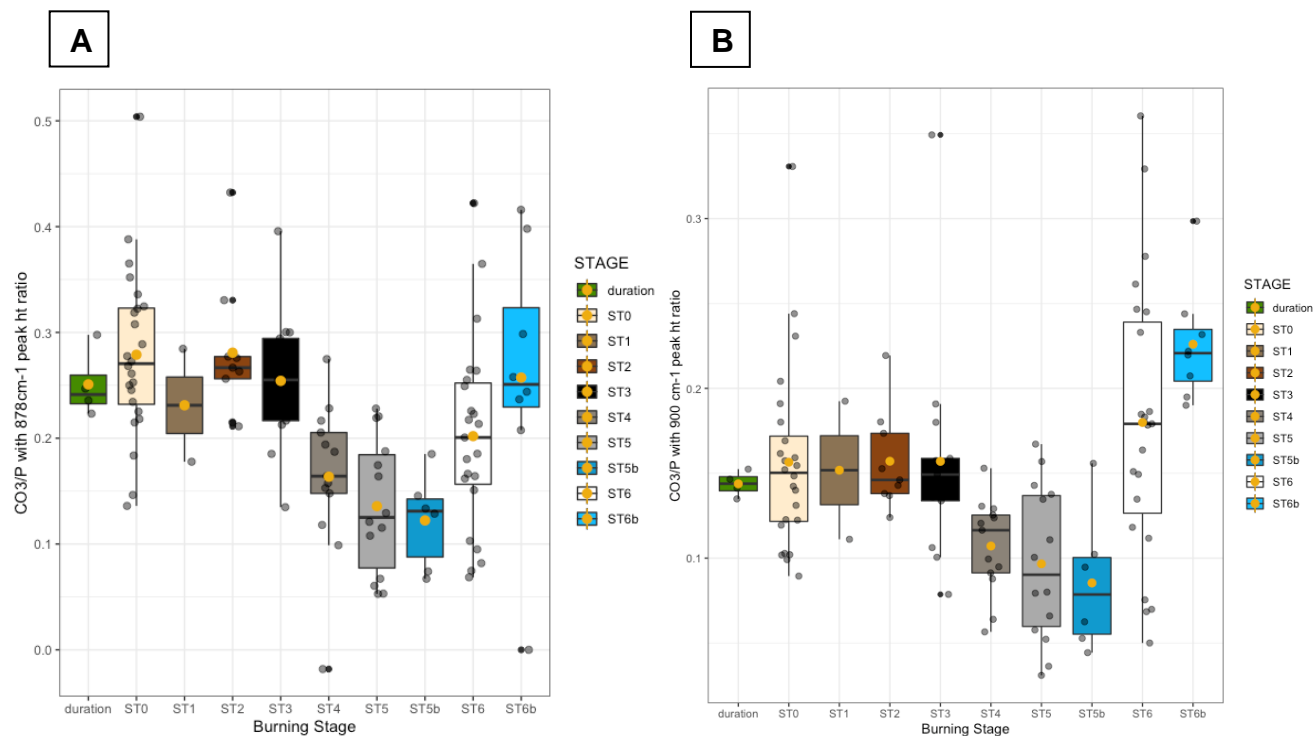 A
CO3/P with 878cm-1 peak ht ratio
0.5
0.4
0.3
0.2
0.1
0.0
duration ST0 ST1 ST2 ST3 ST4 ST5 ST5b ST6 ST6b
Burning Stage
STAGE
duration
ST0
ST1
ST2
ST3
ST4
ST5
ST5b
ST6
ST6b
B
CO3/P with 900 cm-1 peak ht ratio
0.3
0.2
0.1
duration ST0 ST1 ST2 ST3 ST4 ST5 ST5b ST6 ST6b
Burning Stage
STAGE
duration
ST0
ST1
ST2
ST3
ST4
ST5
ST5b
ST6
ST6b